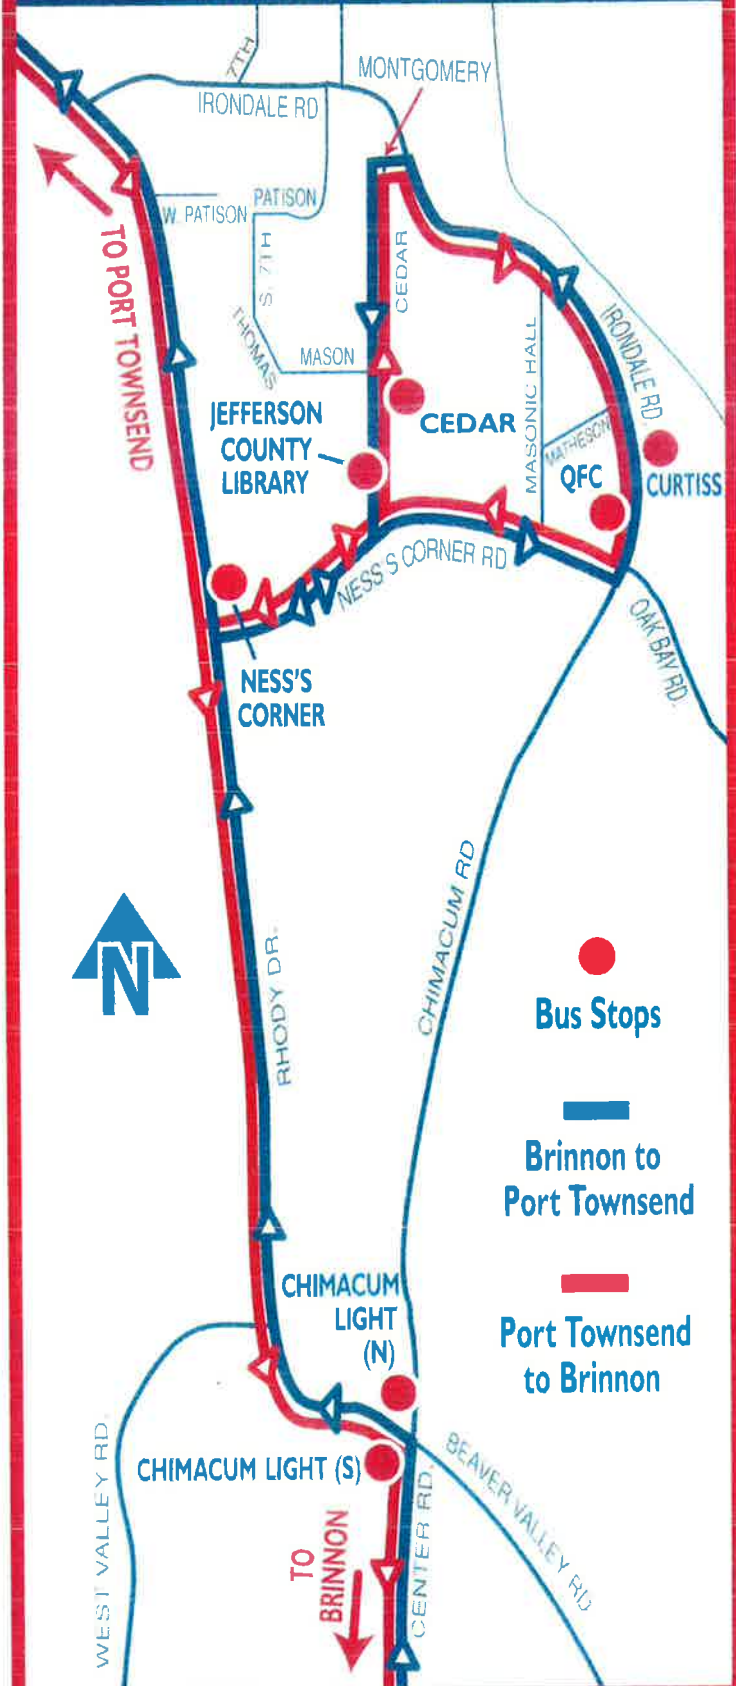 7TH
MONTGOMERY
IRONDALE RD
W. PATISON
PATISON
TO PORT TOWNSEND
S. 7TH
CEDAR
THOMAS
MASON
MASONIC HALL
IRONDALE RD.
JEFFERSON
COUNTY
LIBRARY
CEDAR
MATHESON
QFC
CURTISS
NESS'S CORNER RD
OAK BAY RD.
NESS'S
CORNER
CHIMACUM RD
N
RHODY DR.
Bus Stops
Brinnon to
Port Townsend
Port Townsend
to Brinnon
CHIMACUM
LIGHT
(N)
CHIMACUM LIGHT (S)
WEST VALLEY RD.
BEAVER VALLEY RD
CENTER RD.
TO
BRINNON